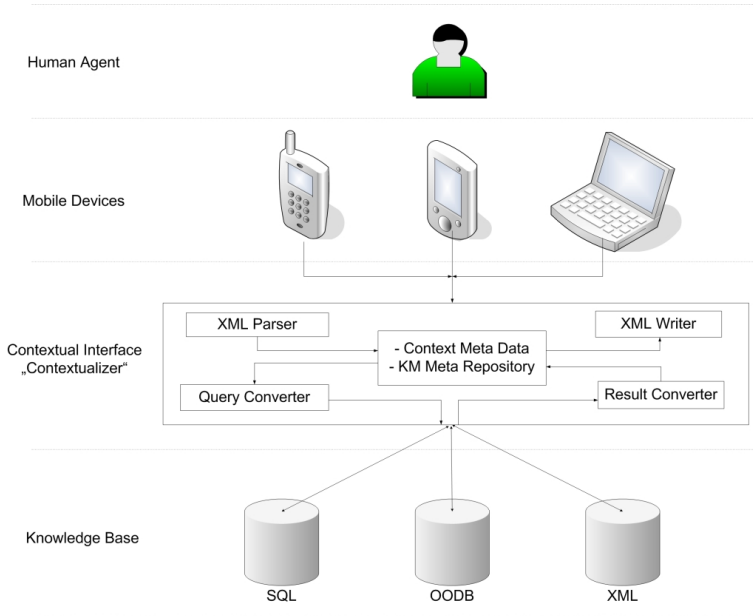 Human Agent
Mobile Devices
Contextual Interface
„Contextualizer“
XML Parser
XML Writer
- Context Meta Data
- KM Meta Repository
Query Converter
Result Converter
Knowledge Base
SQL
OODB
XML